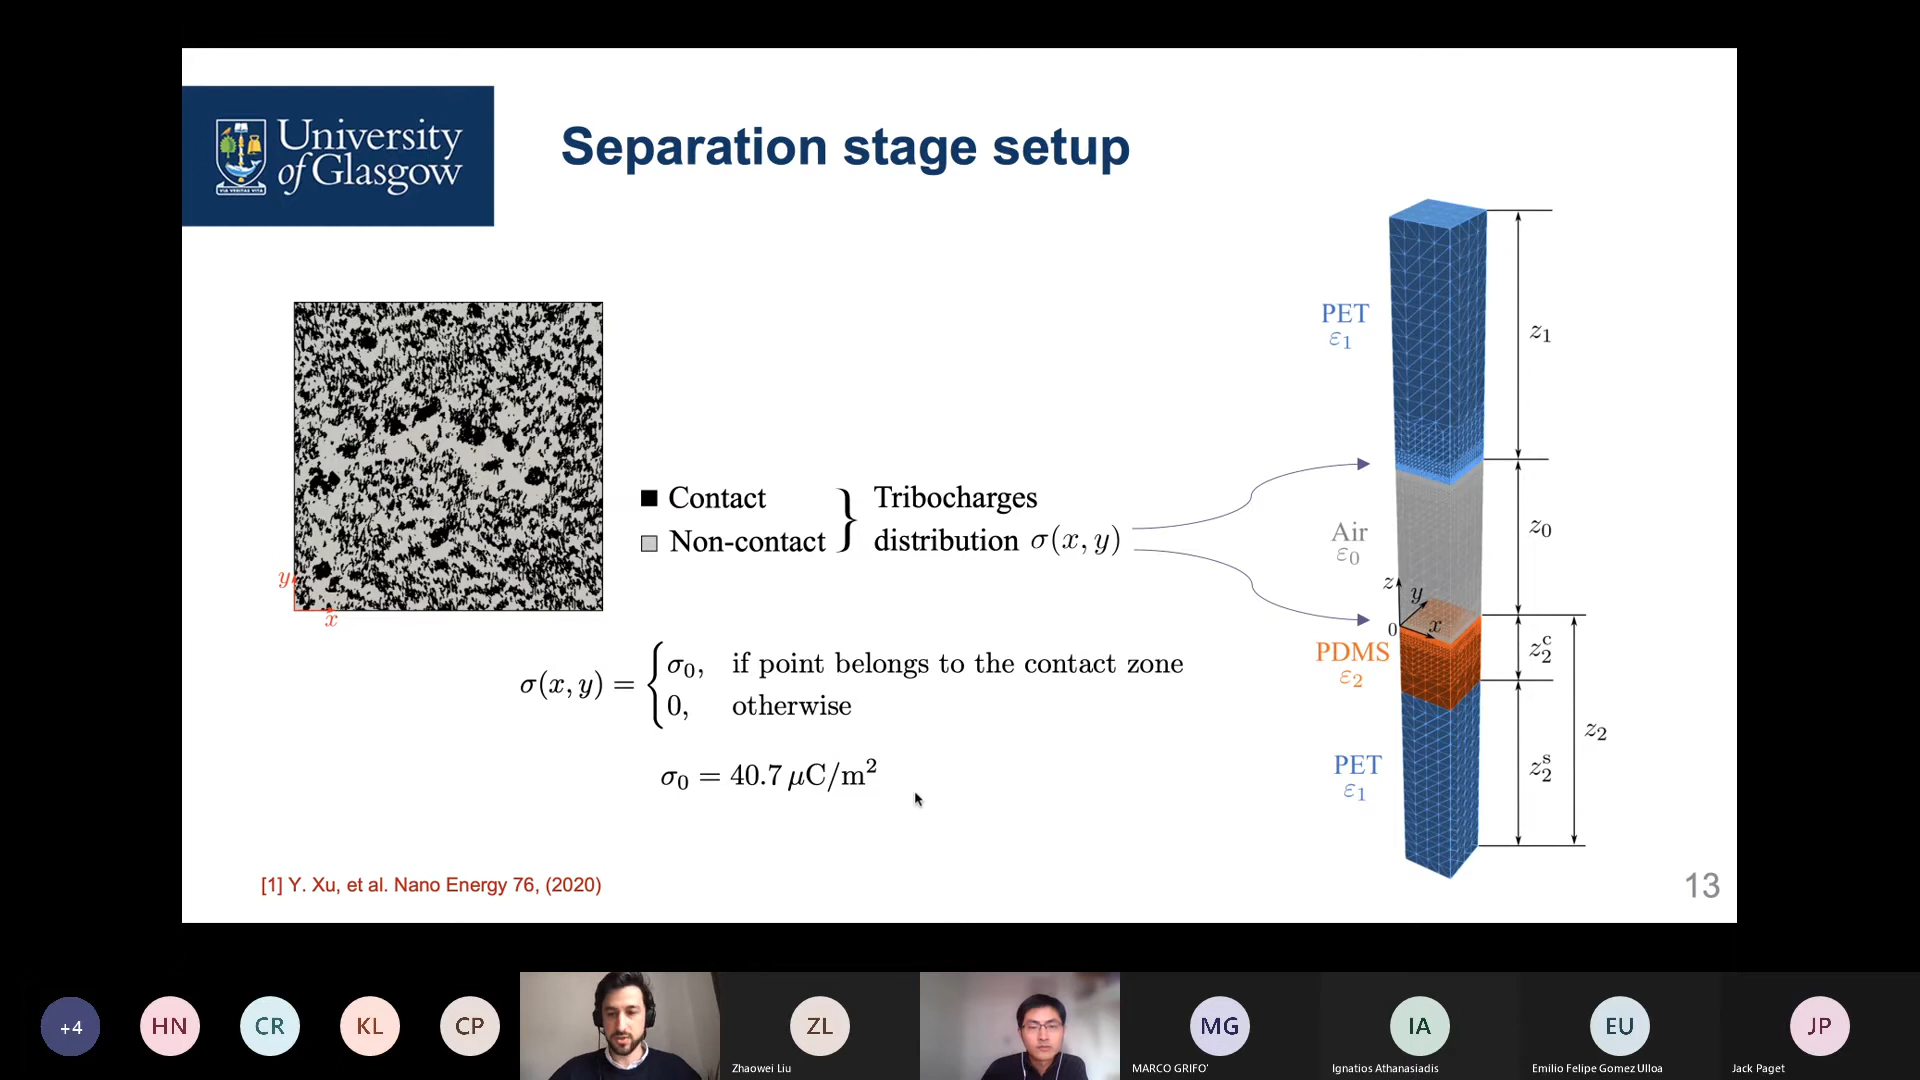 University
of Glasgow
Separation stage setup
PET
ε₁
z₁
Contact
Non-contact
Tribocharges
distribution σ(x, y)
Air
ε₀
z₀
z
y
x
0
y
x
PDMS
ε₂
z₂ᶜ
σ(x, y) = { σ₀, if point belongs to the contact zone
0, otherwise
z₂
PET
ε₁
z₂ˢ
σ₀ = 40.7 μC/m²
[1] Y. Xu, et al. Nano Energy 76, (2020)
13
+4
HN
CR
KL
CP
ZL
Zhaowei Liu
MG
MARCO GRIFO'
IA
Ignatios Athanasiadis
EU
Emilio Felipe Gomez Ulloa
JP
Jack Paget